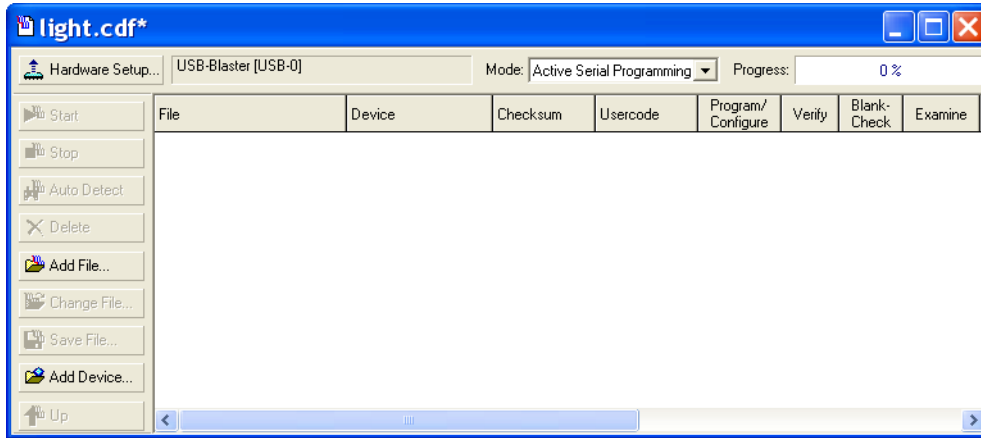 light.cdf*
Hardware Setup... USB-Blaster [USB-0] Mode: Active Serial Programming Progress: 0 %
Start
Stop
Auto Detect
Delete
Add File...
Change File...
Save File...
Add Device...
Up
File Device Checksum Usercode Program/ Configure Verify Blank- Check Examine